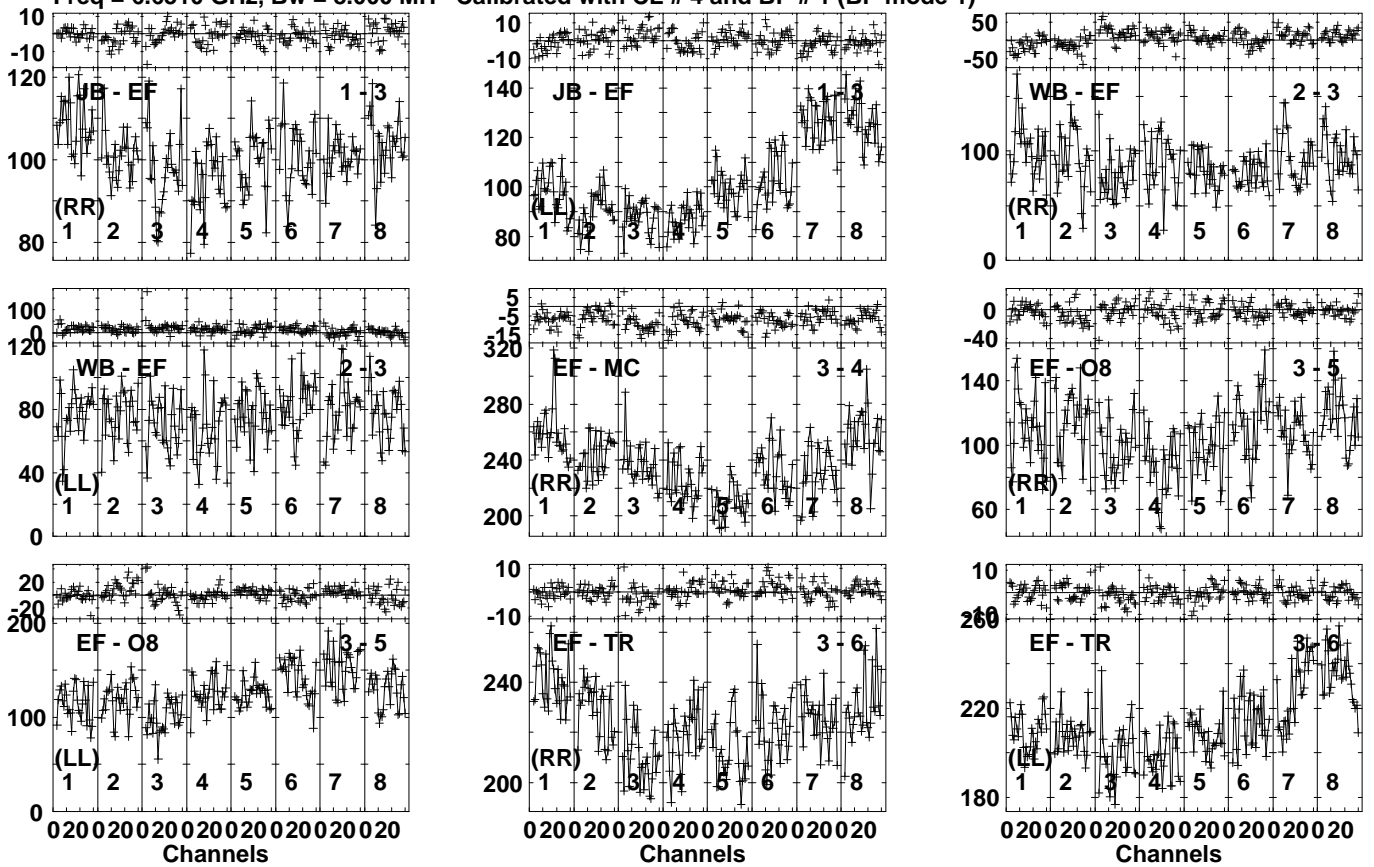 Calibrated with CL # 4 and BP # 1 (BP mode 1)
10 10 50
-10 -10 -50
120 140
JB - EF 1 - 3 JB - EF 1 - 3 WB - EF 2 - 3
120
100 100 100
(RR) (LL) (RR)
80 80 0
1 2 3 4 5 6 7 8 1 2 3 4 5 6 7 8 1 2 3 4 5 6 7 8
100 5 0
0 -5 -40
-15
120 320 140
WB - EF 2 - 3 EF - MC 3 - 4 EF - O8 3 - 5
80 280 100
40 240
(LL) (RR) (RR)
0 200 60
1 2 3 4 5 6 7 8 1 2 3 4 5 6 7 8 1 2 3 4 5 6 7 8
20 10 10
-20 -10 -10
200 260
EF - O8 3 - 5 EF - TR 3 - 6 EF - TR 3 - 6
100 240 220
(LL) (RR) (LL)
0 200 180
1 2 3 4 5 6 7 8 1 2 3 4 5 6 7 8 1 2 3 4 5 6 7 8
0 20 0 20 0 20 0 20 0 20 0 20 0 20 0 20 0 20 0 20 0 20 0 20 0 20 0 20 0 20 0 20 0 20 0 20 0 20 0 20 0 20 0 20 0 20 0 20
Channels Channels Channels